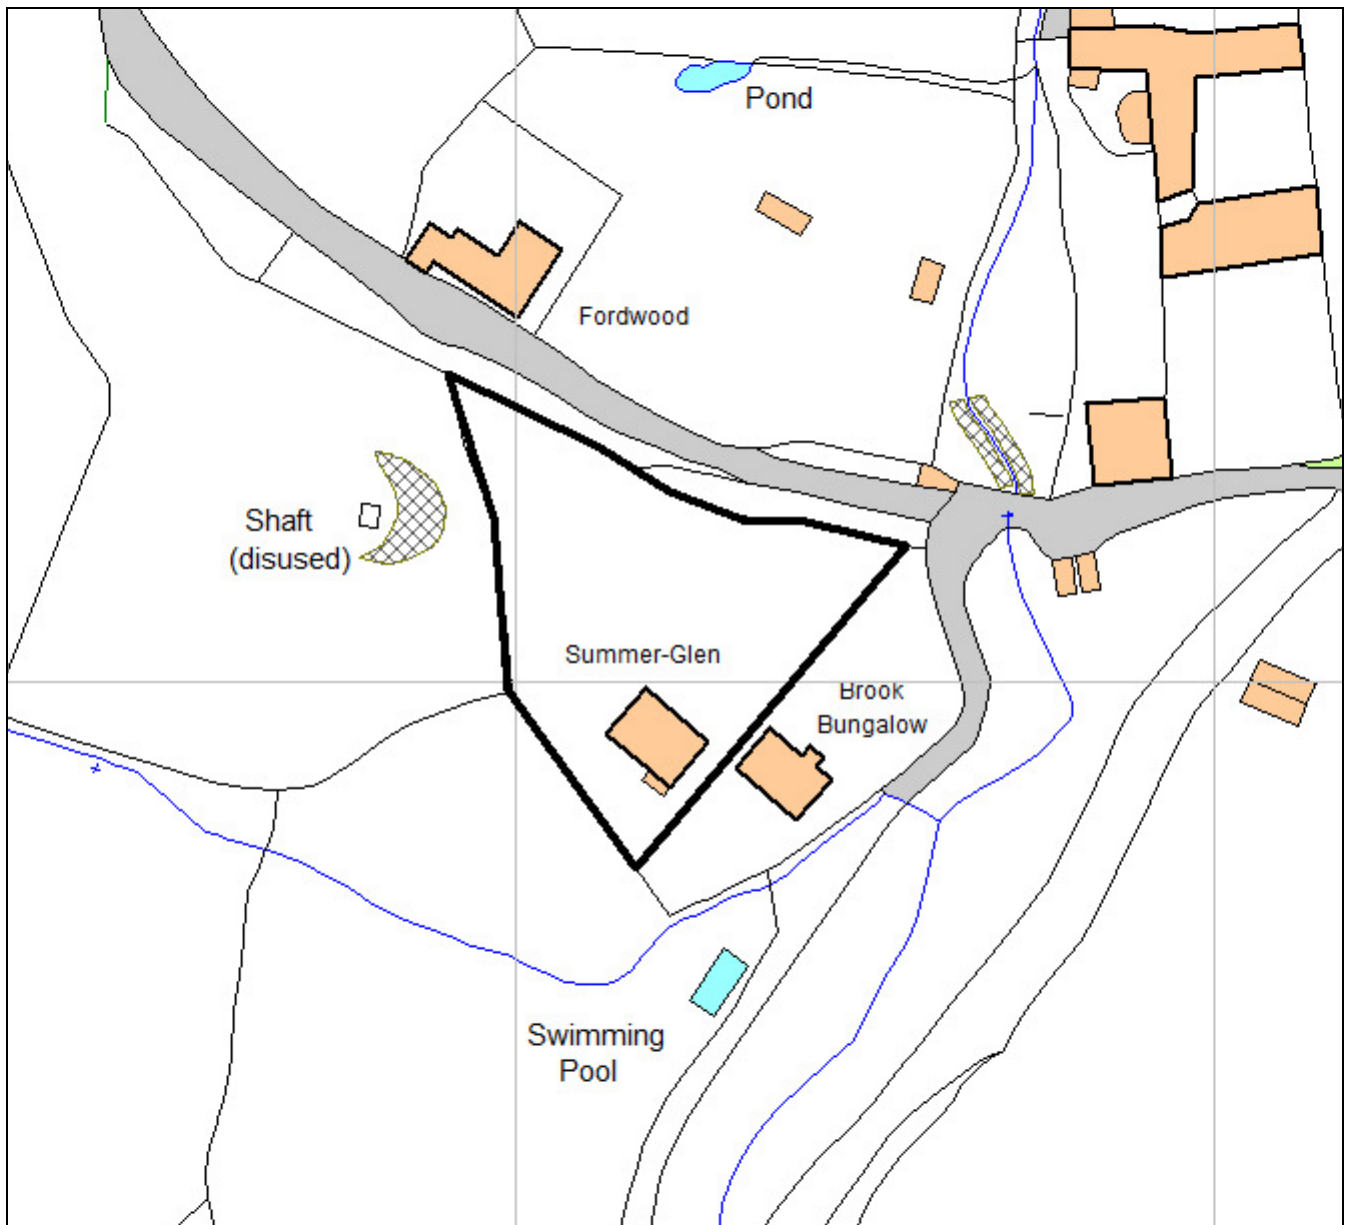 Pond
Fordwood
Shaft
(disused)
Summer-Glen
Brook
Bungalow
Swimming
Pool